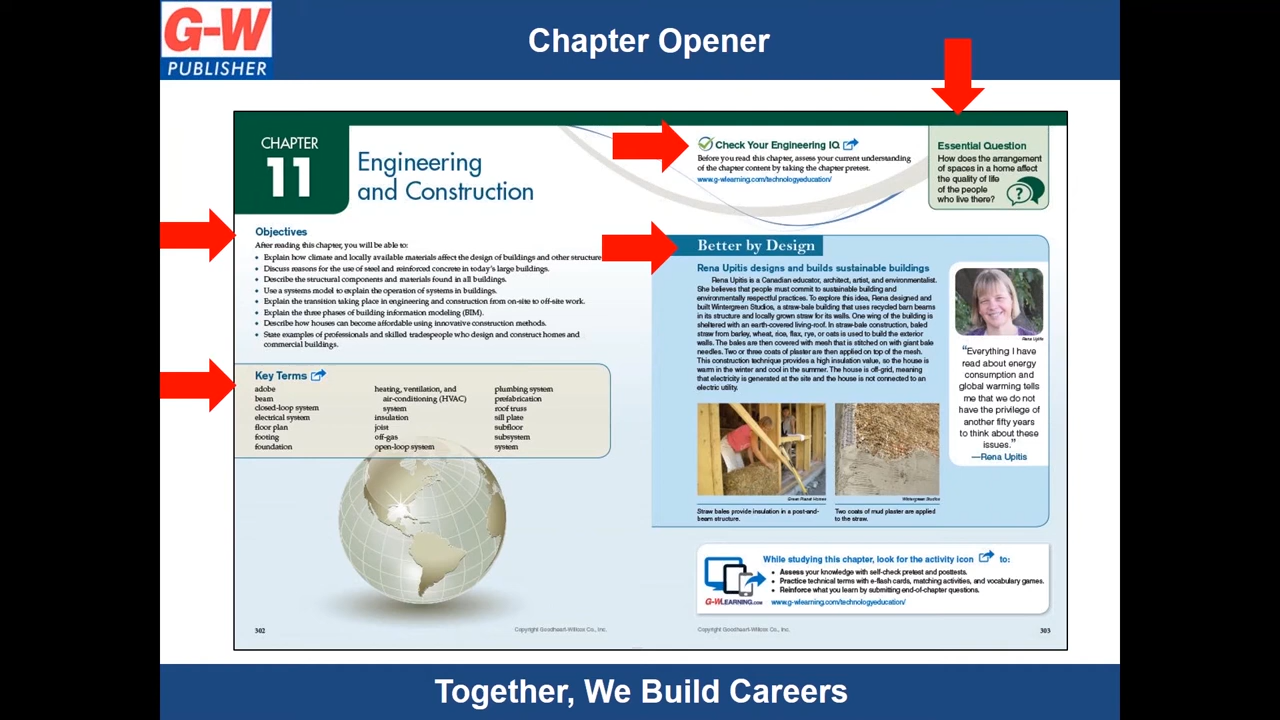 G-W
PUBLISHER
Chapter Opener
CHAPTER
11
Engineering
and Construction
Objectives
After reading this chapter, you will be able to:
• Explain how climate and locally available materials affect the design of buildings and other structure
• Discuss reasons for the use of steel and reinforced concrete in today's large buildings.
• Describe the structural components and materials found in all buildings.
• Use a systems model to explain the operation of systems in buildings.
• Explain the transition taking place in engineering and construction from on-site to off-site work.
• Explain the three phases of building information modeling (BIM).
• Describe how houses can become affordable using innovative construction methods.
• State examples of professionals and skilled tradespeople who design and construct homes and
commercial buildings.
Key Terms
adobe
beam
closed-loop system
electrical system
floor plan
footing
foundation
heating, ventilation, and
air-conditioning (HVAC)
system
insulation
joist
off-gas
open-loop system
plumbing system
prefabrication
roof truss
sill plate
subfloor
subsystem
system
302
Copyright Goodheart-Willcox Co., Inc.
Check Your Engineering IQ
Before you read this chapter, assess your current understanding
of the chapter content by taking the chapter pretest.
www.g-wlearning.com/technologyeducation/
Essential Question
How does the arrangement
of spaces in a home affect
the quality of life
of the people
who live there?
?
Better by Design
Rena Upitis designs and builds sustainable buildings
Rena Upitis is a Canadian educator, architect, artist, and environmentalist.
She believes that people must commit to sustainable building and
environmentally respectful practices. To explore this idea, Rena designed and
built Wintergreen Studios, a straw-bale building that uses recycled barn beams
in its structure and locally grown straw for its walls. One wing of the building is
sheltered with an earth-covered living-roof. In straw-bale construction, baled
straw from barley, wheat, rice, flax, rye, or oats is used to build the exterior
walls. The bales are then covered with mesh that is stitched on with giant bale
needles. Two or three coats of plaster are then applied on top of the mesh.
This construction technique provides a high insulation value, so the house is
warm in the winter and cool in the summer. The house is off-grid, meaning
that electricity is generated at the site and the house is not connected to an
electric utility.
Green Planet Homes
Straw bales provide insulation in a post-and-
beam structure.
Wintergreen Studios
Two coats of mud plaster are applied
to the straw.
Rena Upitis
"Everything I have
read about energy
consumption and
global warming tells
me that we do not
have the privilege of
another fifty years
to think about these
issues."
—Rena Upitis
While studying this chapter, look for the activity icon to:
• Assess your knowledge with self-check pretest and posttests.
• Practice technical terms with e-flash cards, matching activities, and vocabulary games.
• Reinforce what you learn by submitting end-of-chapter questions.
G-WLEARNING.COM
www.g-wlearning.com/technologyeducation/
Copyright Goodheart-Willcox Co., Inc.
303
Together, We Build Careers